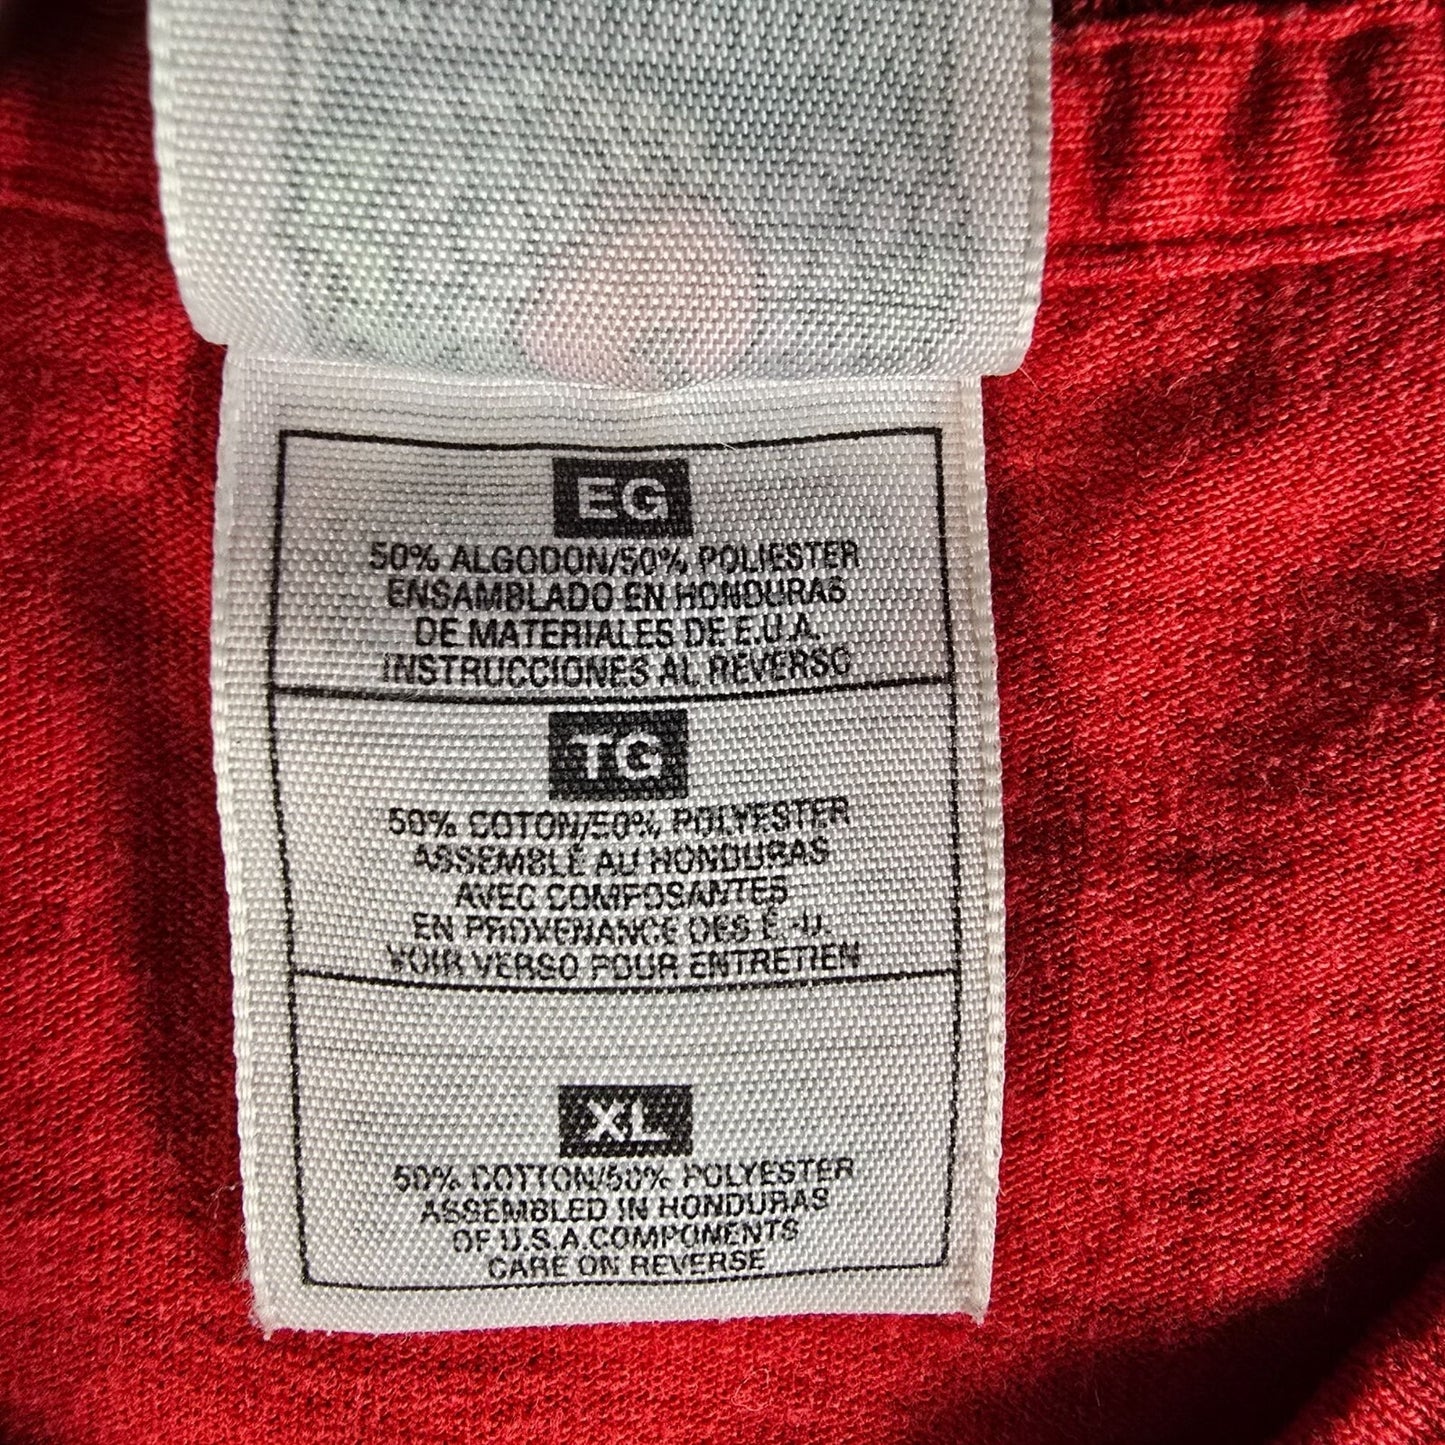 EG
50% ALGODON/50% POLIESTER
ENSAMBLADO EN HONDURAS
DE MATERIALES DE E.U.A.
INSTRUCCIONES AL REVERSO
TG
50% COTON/50% POLYESTER
ASSEMBLÉ AU HONDURAS
AVEC COMPOSANTES
EN PROVENANCE DES É.-U.
VOIR VERSO POUR ENTRETIEN
XL
50% COTTON/50% POLYESTER
ASSEMBLED IN HONDURAS
OF U.S.A. COMPONENTS
CARE ON REVERSE